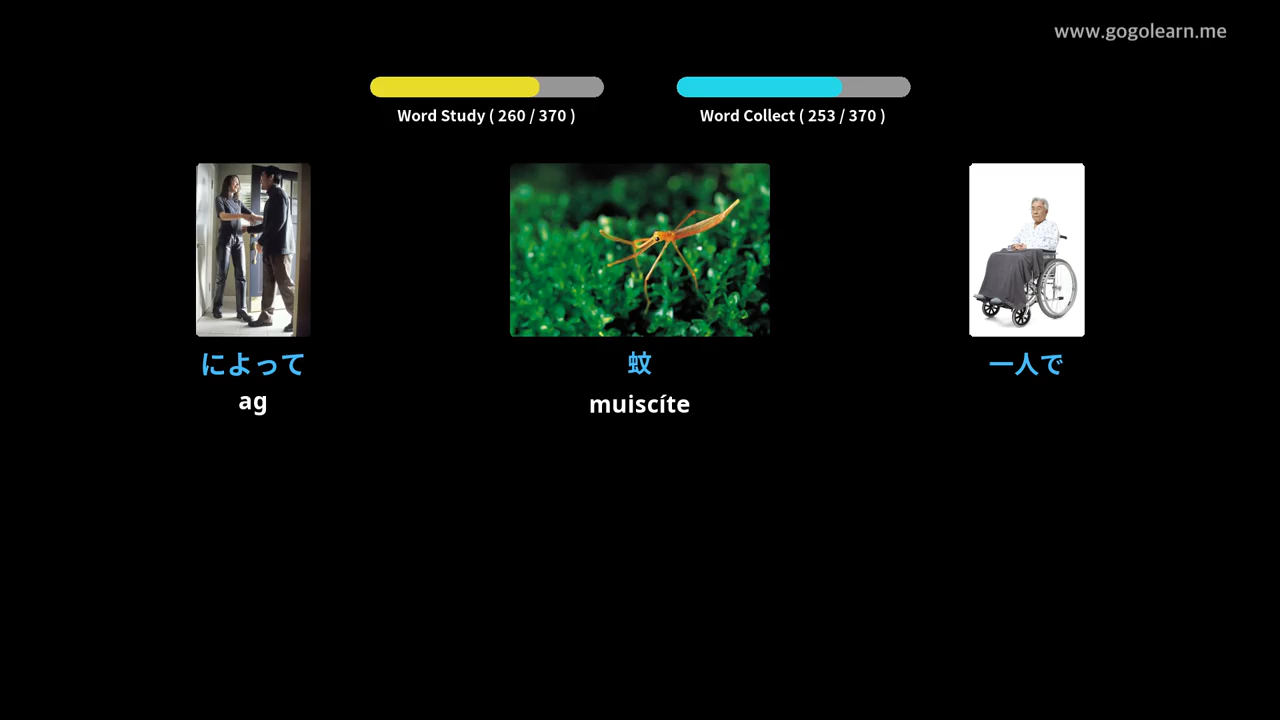 www.gogolearn.me
Word Study ( 260 / 370 )
Word Collect ( 253 / 370 )
によって
ag
蚊
muiscíte
一人で